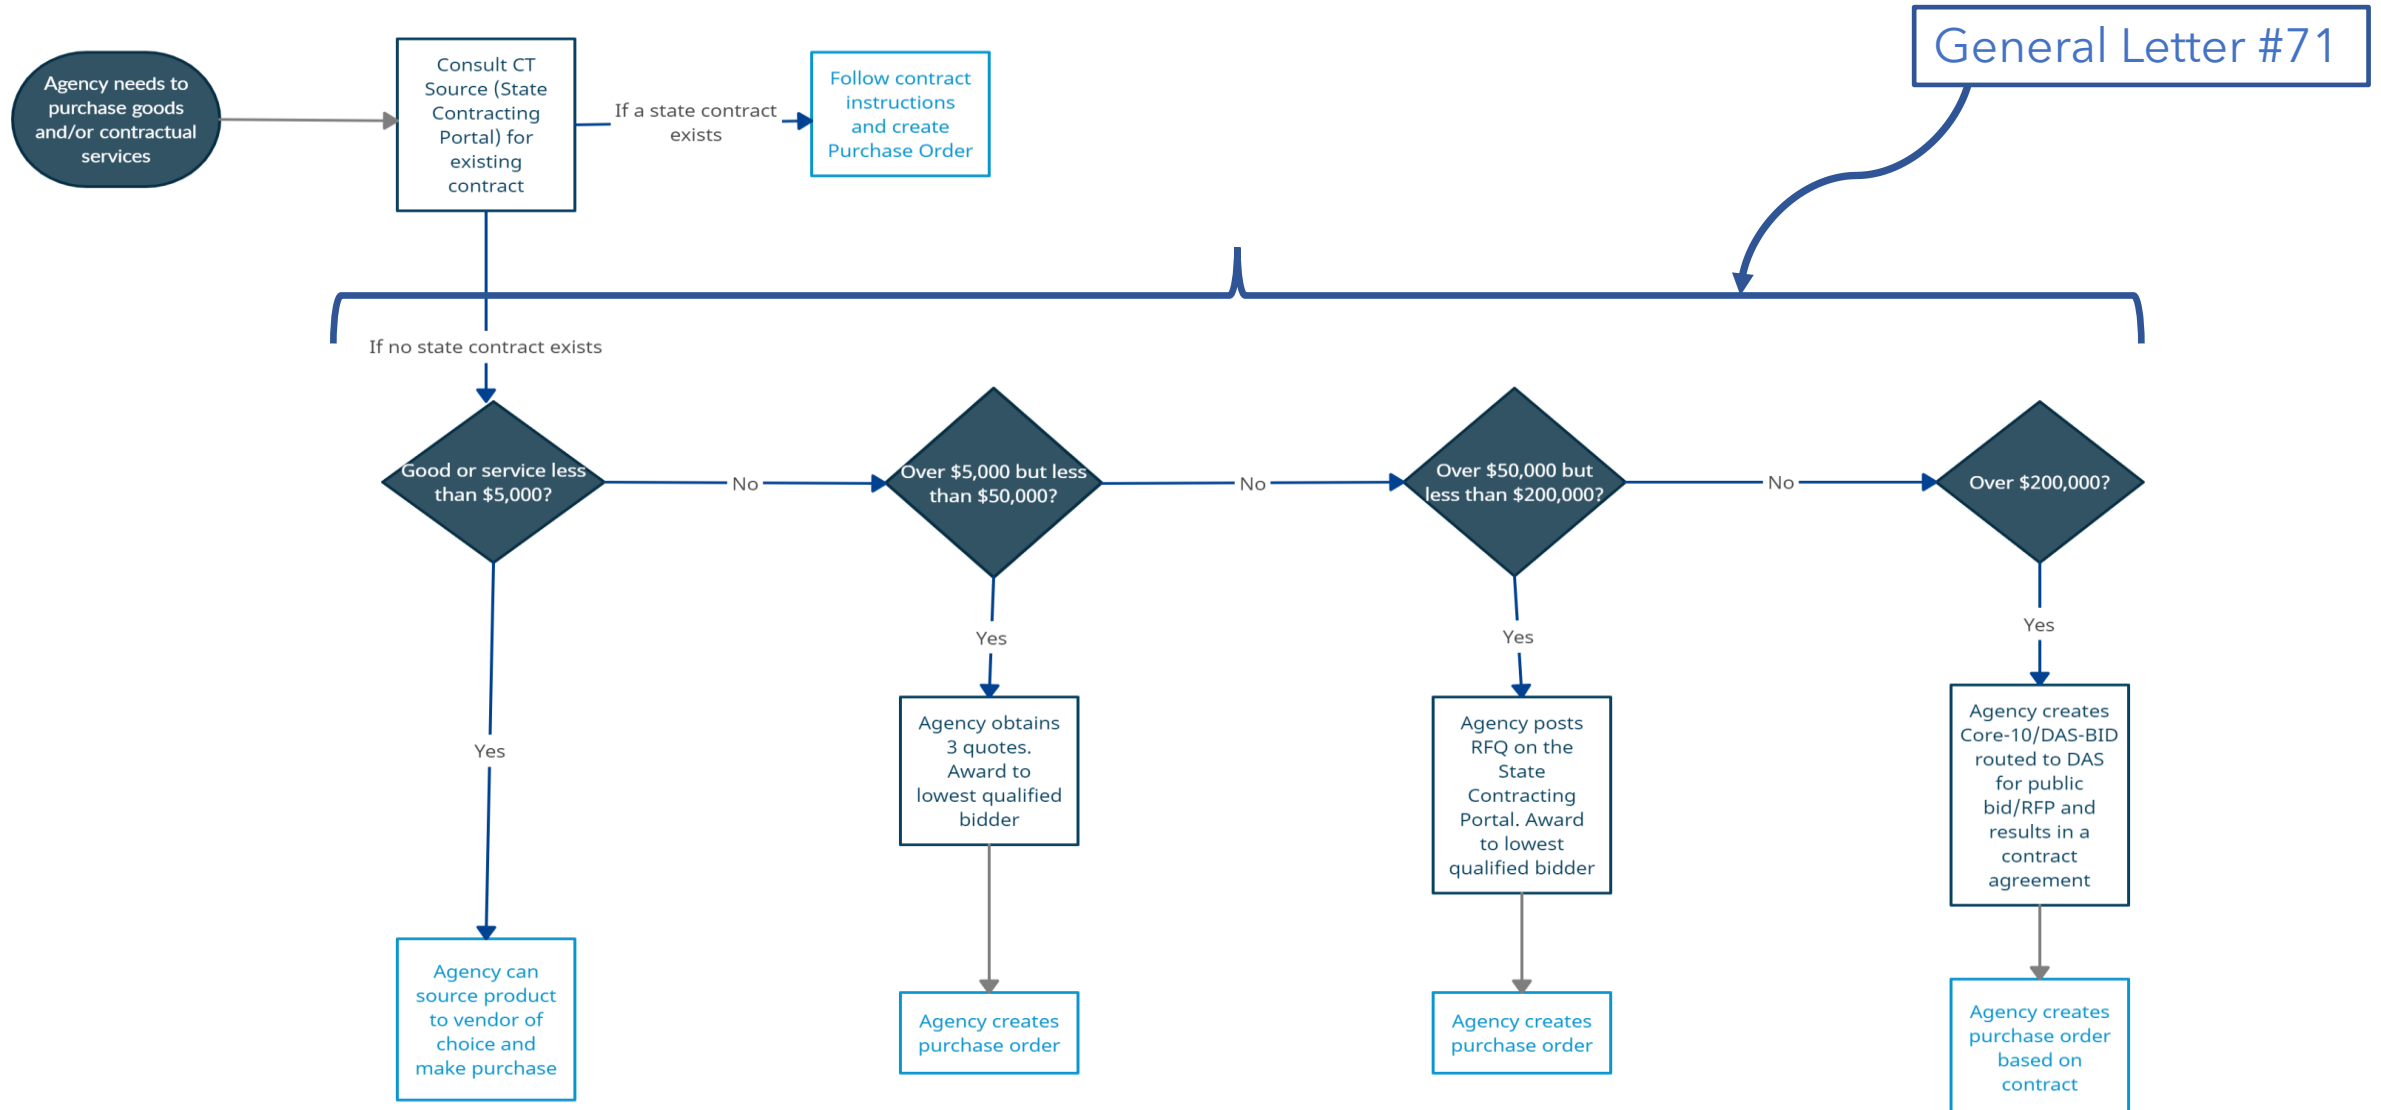 General Letter #71
Agency needs to
purchase goods
and/or contractual
services
Consult CT
Source (State
Contracting
Portal) for
existing
contract
If a state contract
exists
Follow contract
instructions
and create
Purchase Order
If no state contract exists
Good or service less
than $5,000?
No
Over $5,000 but less
than $50,000?
No
Over $50,000 but
less than $200,000?
No
Over $200,000?
Yes
Yes
Yes
Yes
Agency can
source product
to vendor of
choice and
make purchase
Agency obtains
3 quotes.
Award to
lowest qualified
bidder
Agency creates
purchase order
Agency posts
RFQ on the
State
Contracting
Portal. Award
to lowest
qualified bidder
Agency creates
purchase order
Agency creates
Core-10/DAS-BID
routed to DAS
for public
bid/RFP and
results in a
contract
agreement
Agency creates
purchase order
based on
contract